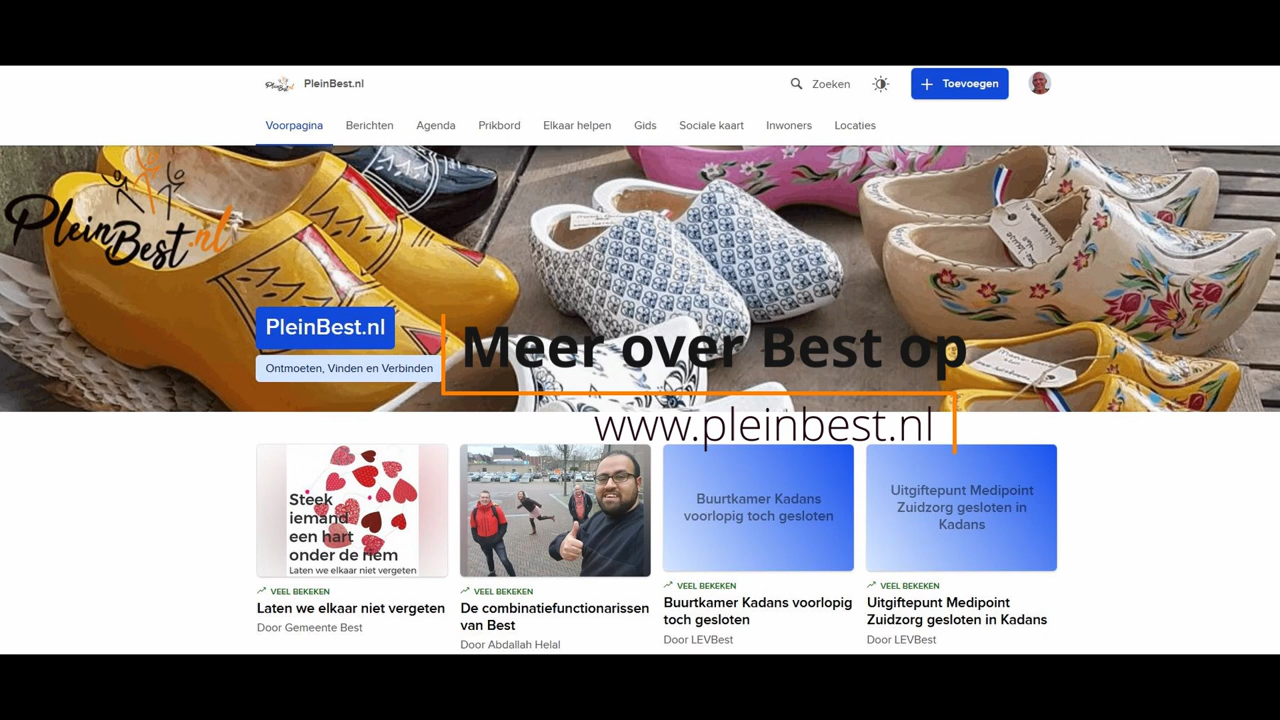 PleinBest.nl
PleinBest.nl
Zoeken
Toevoegen
Voorpagina
Berichten
Agenda
Prikbord
Elkaar helpen
Gids
Sociale kaart
Inwoners
Locaties
PleinBest.nl
PleinBest.nl
Ontmoeten, Vinden en Verbinden
Meer over Best op
www.pleinbest.nl
Steek
iemand
een hart
onder de riem
Laten we elkaar niet vergeten
VEEL BEKEKEN
Laten we elkaar niet vergeten
Door Gemeente Best
VEEL BEKEKEN
De combinatiefunctionarissen
van Best
Door Abdallah Helal
Buurtkamer Kadans
voorlopig toch gesloten
VEEL BEKEKEN
Buurtkamer Kadans voorlopig
toch gesloten
Door LEVBest
Uitgiftepunt Medipoint
Zuidzorg gesloten in
Kadans
VEEL BEKEKEN
Uitgiftepunt Medipoint
Zuidzorg gesloten in Kadans
Door LEVBest